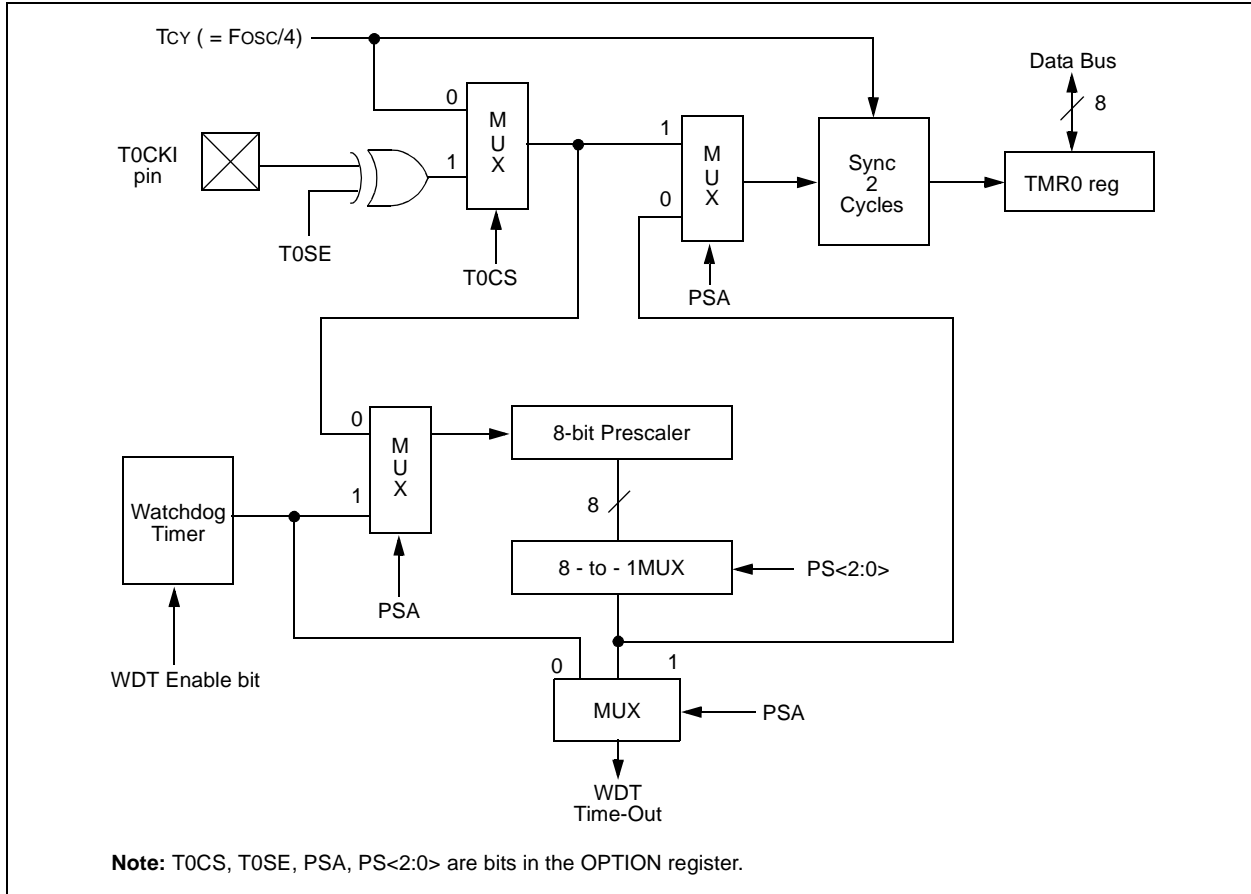 TCY ( = FOSC/4)
Data Bus
8
0
M
U
X
1
T0CKI
pin
T0SE
T0CS
1
M
U
X
0
PSA
Sync
2
Cycles
TMR0 reg
0
M
U
X
1
8-bit Prescaler
Watchdog
Timer
8
8 - to - 1MUX
PS<2:0>
PSA
WDT Enable bit
0
1
MUX
PSA
WDT
Time-Out
Note: T0CS, T0SE, PSA, PS<2:0> are bits in the OPTION register.